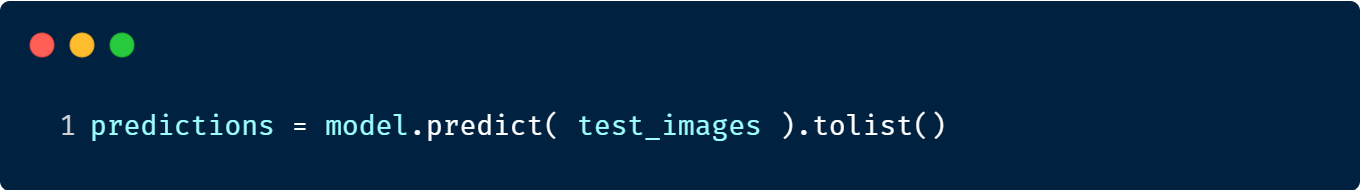 1 predictions = model.predict( test_images ).tolist()